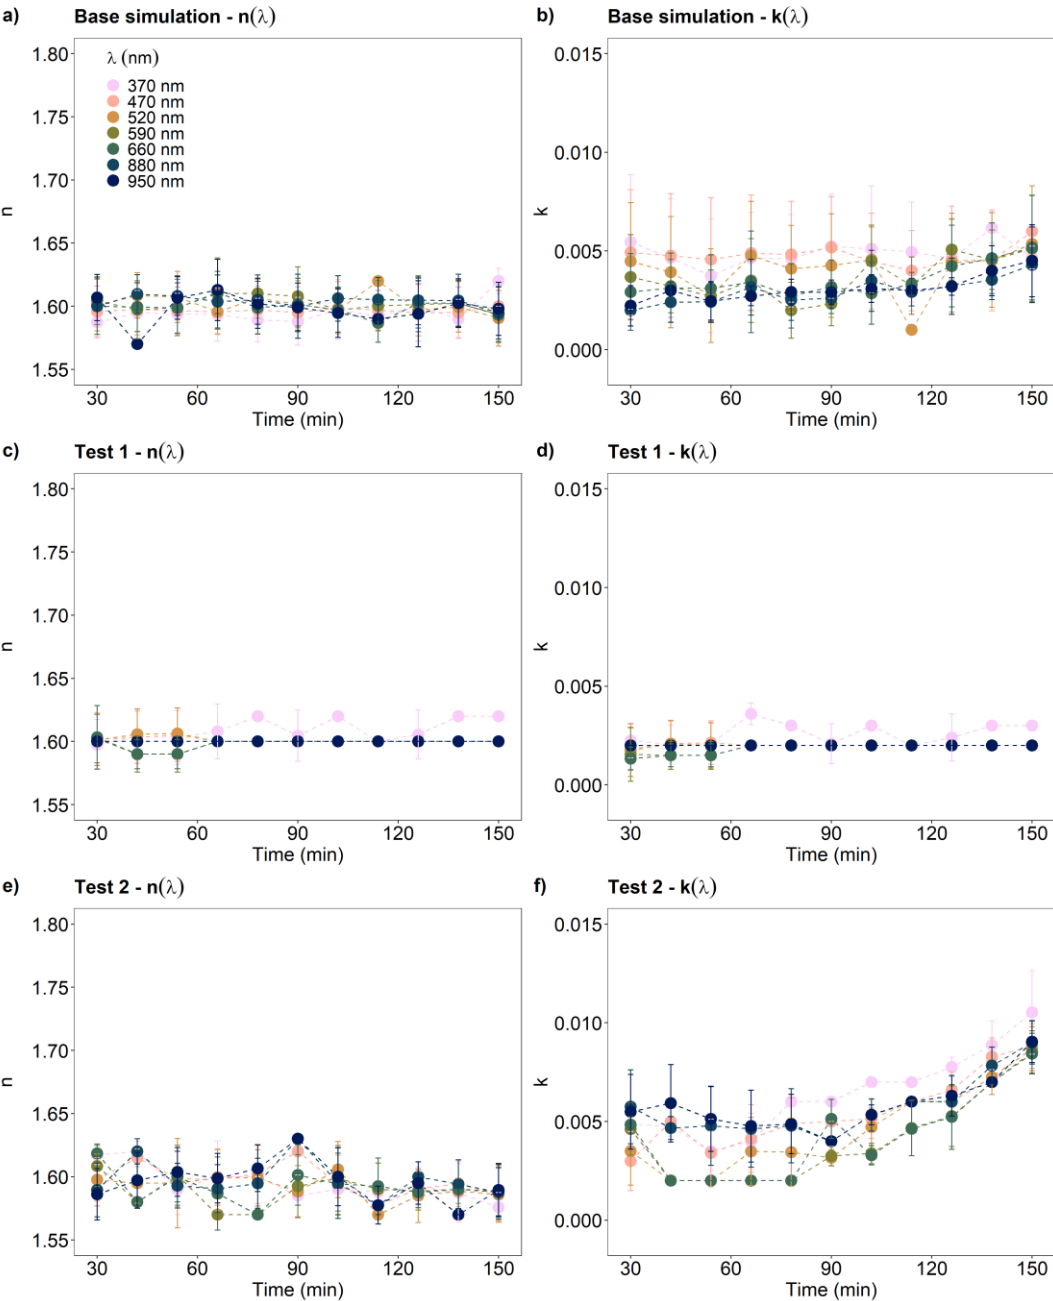 a) Base simulation - n(λ)
1.80
1.75
1.70
1.65
1.60
1.55
n
λ (nm)
370 nm
470 nm
520 nm
590 nm
660 nm
880 nm
950 nm
30 60 90 120 150
Time (min)
b) Base simulation - k(λ)
0.015
0.010
0.005
0.000
k
30 60 90 120 150
Time (min)
c) Test 1 - n(λ)
1.80
1.75
1.70
1.65
1.60
1.55
n
30 60 90 120 150
Time (min)
d) Test 1 - k(λ)
0.015
0.010
0.005
0.000
k
30 60 90 120 150
Time (min)
e) Test 2 - n(λ)
1.80
1.75
1.70
1.65
1.60
1.55
n
30 60 90 120 150
Time (min)
f) Test 2 - k(λ)
0.015
0.010
0.005
0.000
k
30 60 90 120 150
Time (min)